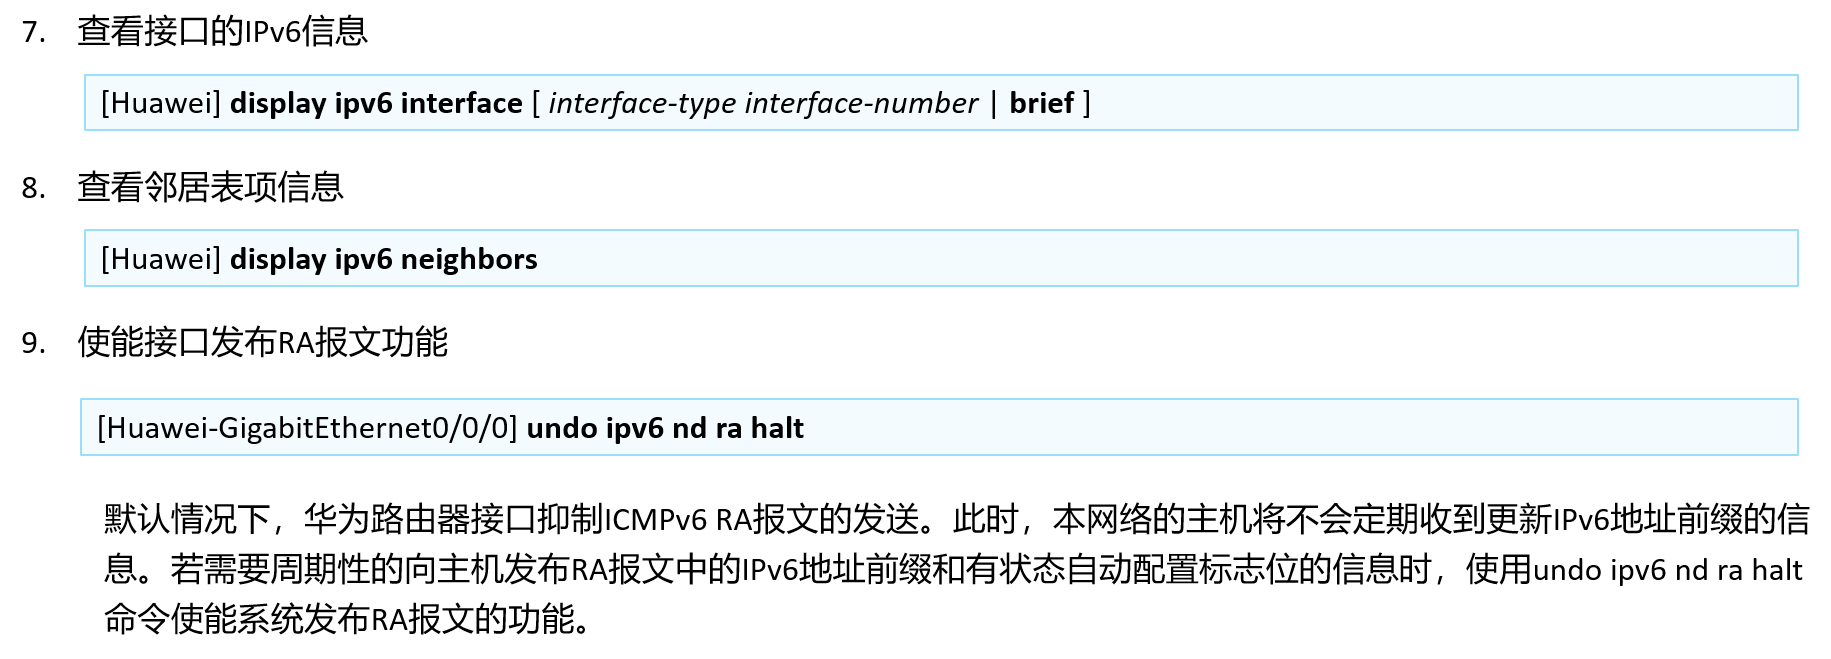 7. 查看接口的IPv6信息
[Huawei] display ipv6 interface [ interface-type interface-number | brief ]
8. 查看邻居表项信息
[Huawei] display ipv6 neighbors
9. 使能接口发布RA报文功能
[Huawei-GigabitEthernet0/0/0] undo ipv6 nd ra halt
默认情况下，华为路由器接口抑制ICMPv6 RA报文的发送。此时，本网络的主机将不会定期收到更新IPv6地址前缀的信
息。若需要周期性的向主机发布RA报文中的IPv6地址前缀和有状态自动配置标志位的信息时，使用undo ipv6 nd ra halt
命令使能系统发布RA报文的功能。